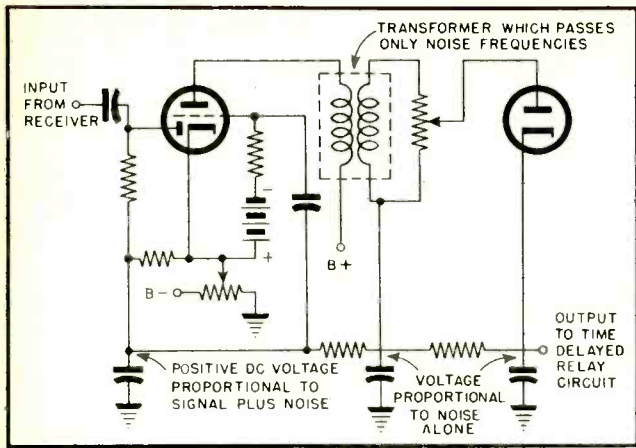 TRANSFORMER WHICH PASSES
ONLY NOISE FREQUENCIES
INPUT
FROM
RECEIVER
-
+
B+
B-
OUTPUT
TO TIME
DELAYED
RELAY
CIRCUIT
POSITIVE DC VOLTAGE
PROPORTIONAL TO
SIGNAL PLUS NOISE
VOLTAGE
PROPORTIONAL
TO NOISE
ALONE